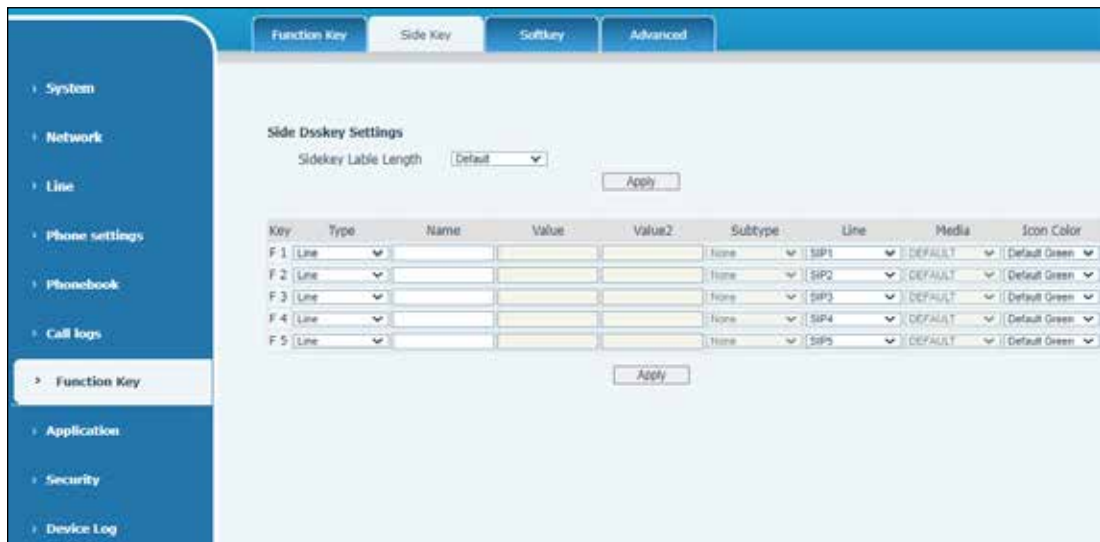 Function Key Side Key Softkey Advanced
System
Network
Line
Phone settings
Phonebook
Call logs
Function Key
Application
Security
Device Log
Side Dsskey Settings
Sidekey Lable Length Default
Apply
Key Type Name Value Value2 Subtype Line Media Icon Color
F 1 Line None SIP1 DEFAULT Default Green
F 2 Line None SIP2 DEFAULT Default Green
F 3 Line None SIP3 DEFAULT Default Green
F 4 Line None SIP4 DEFAULT Default Green
F 5 Line None SIP5 DEFAULT Default Green
Apply